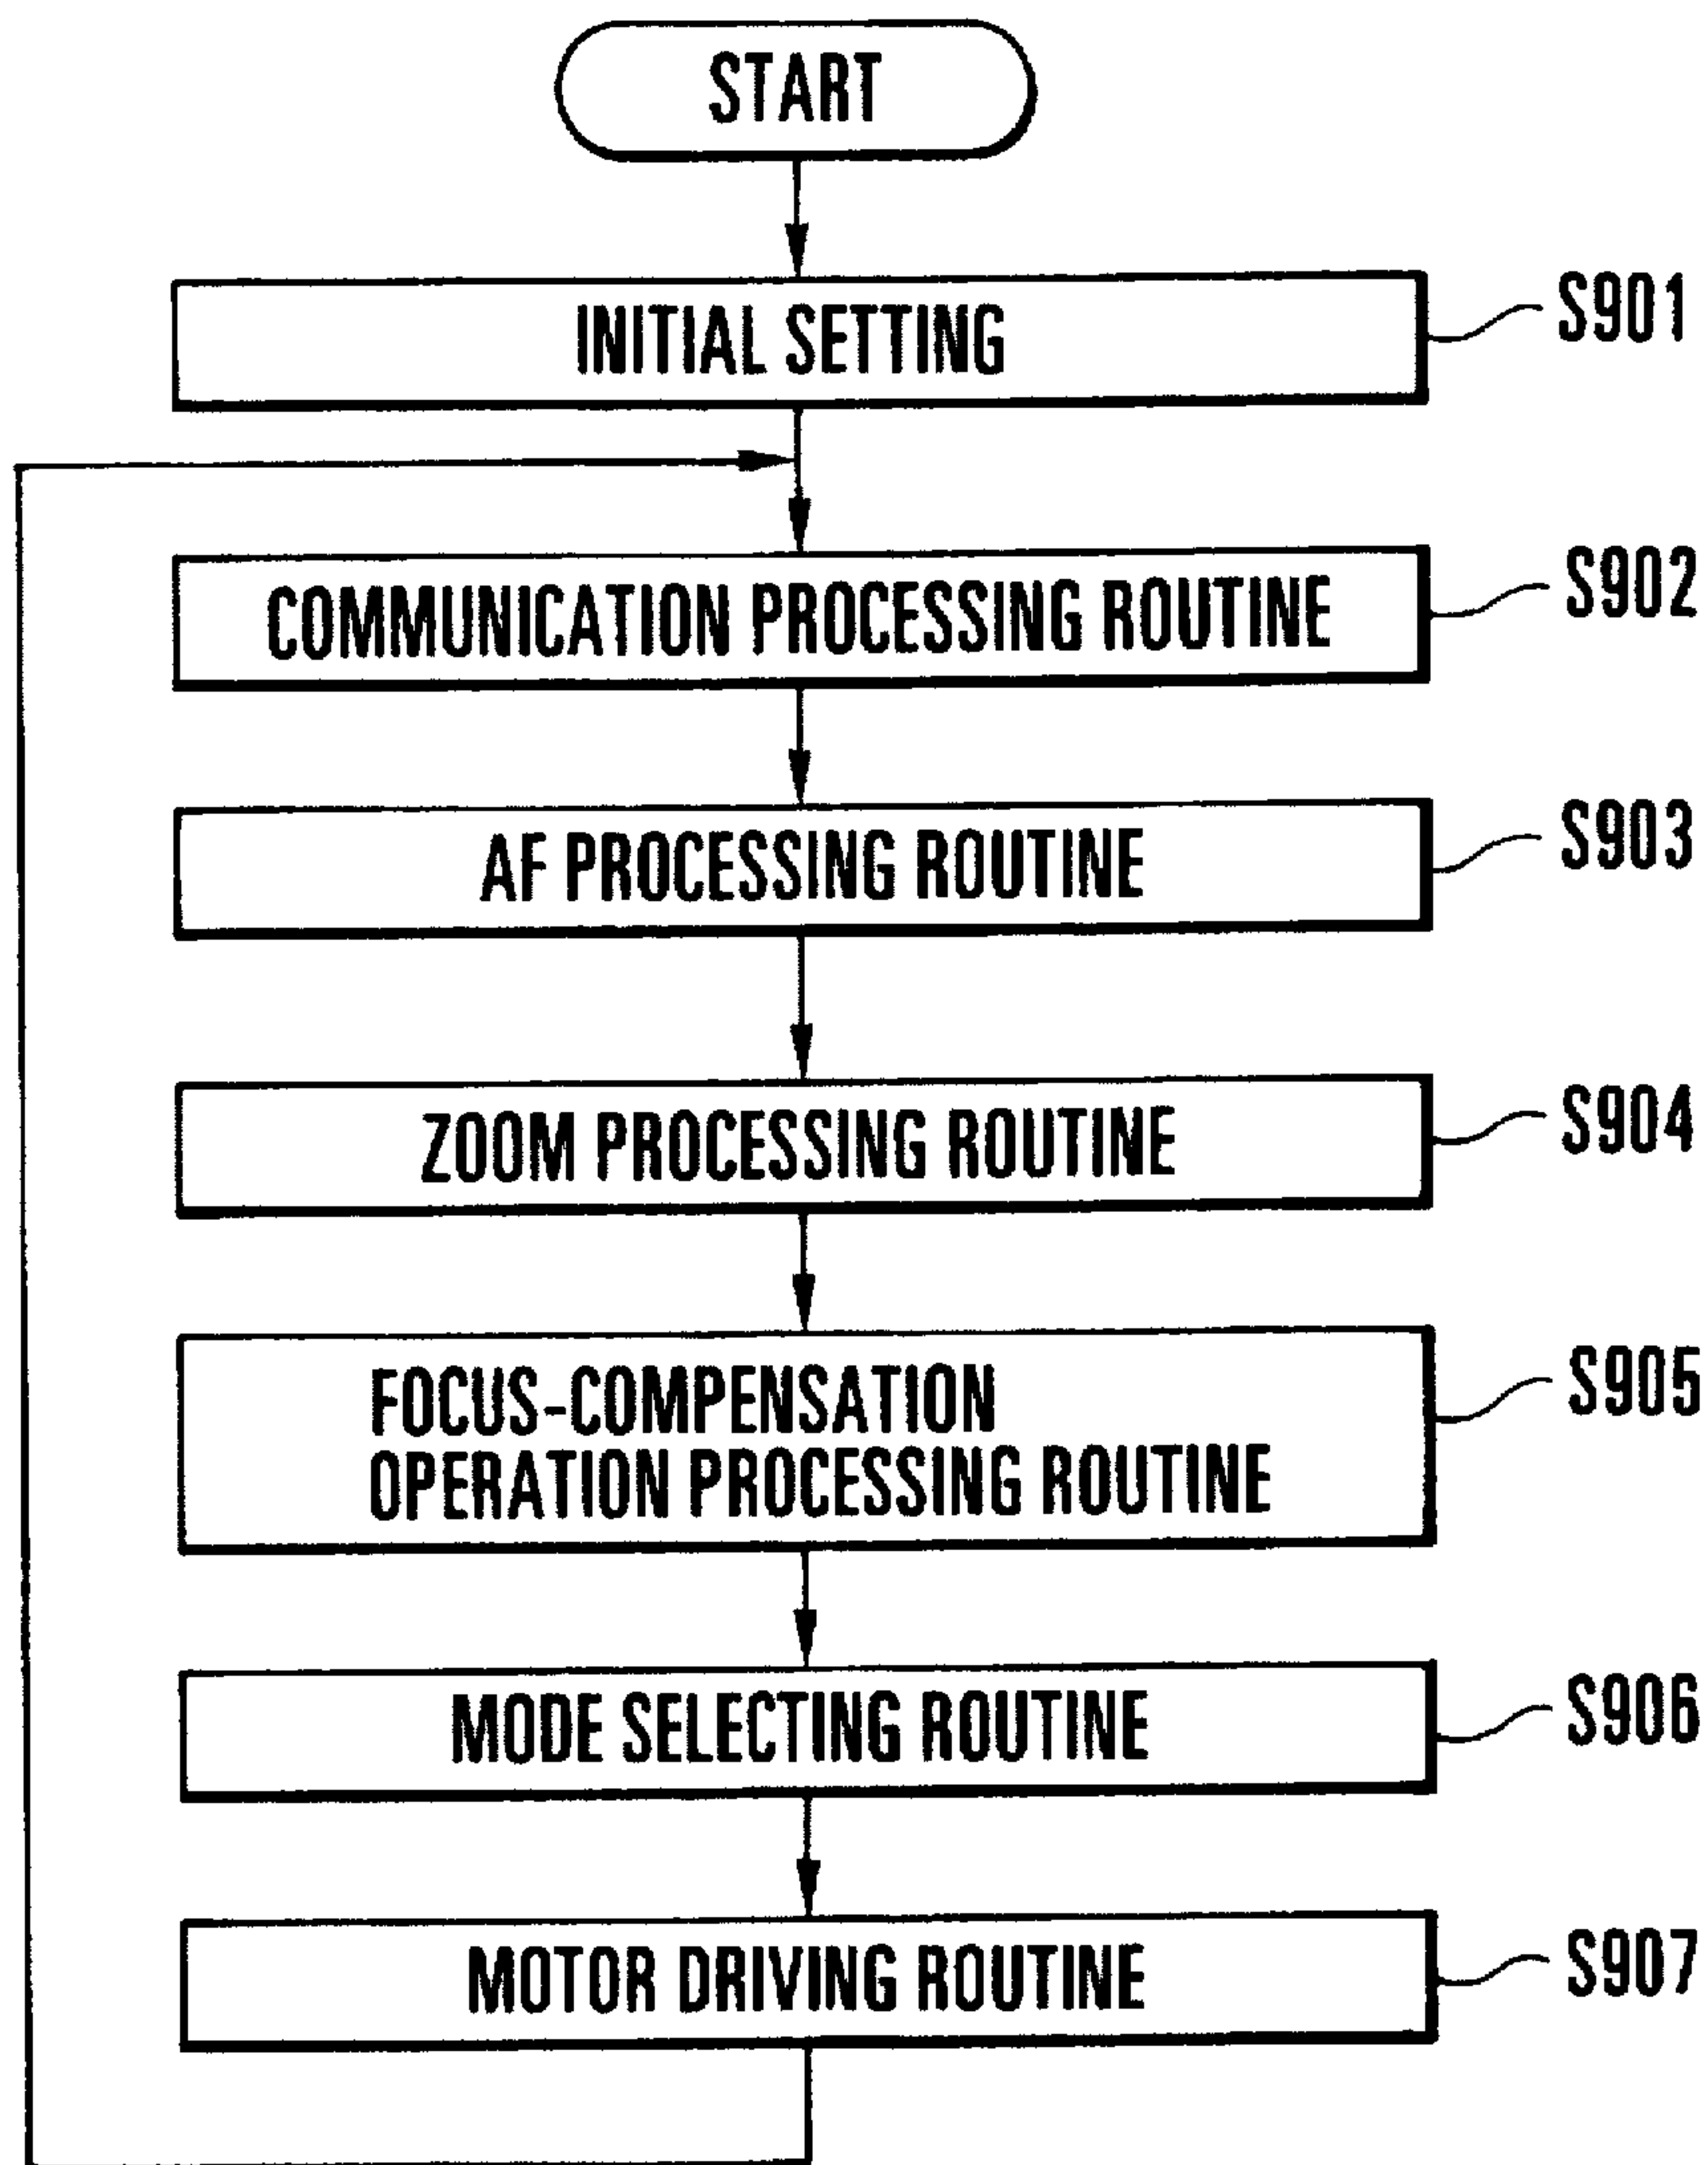 START
INITIAL SETTING
S901
COMMUNICATION PROCESSING ROUTINE
S902
AF PROCESSING ROUTINE
S903
ZOOM PROCESSING ROUTINE
S904
FOCUS-COMPENSATION
OPERATION PROCESSING ROUTINE
S905
MODE SELECTING ROUTINE
S906
MOTOR DRIVING ROUTINE
S907